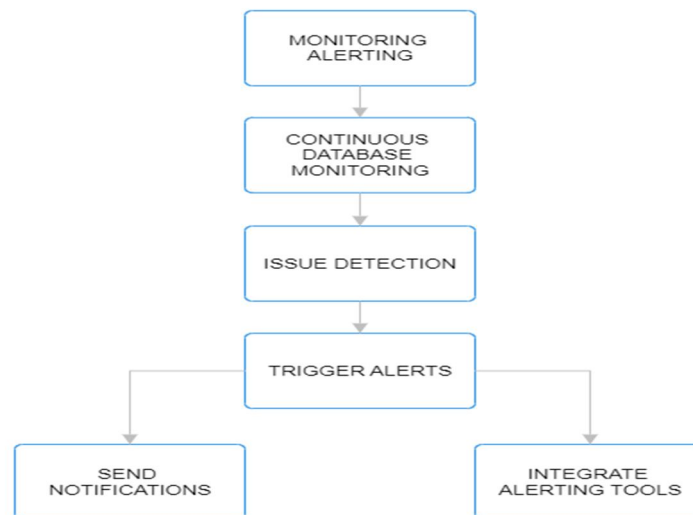 MONITORING
ALERTING
CONTINUOUS
DATABASE
MONITORING
ISSUE DETECTION
TRIGGER ALERTS
SEND
NOTIFICATIONS
INTEGRATE
ALERTING TOOLS